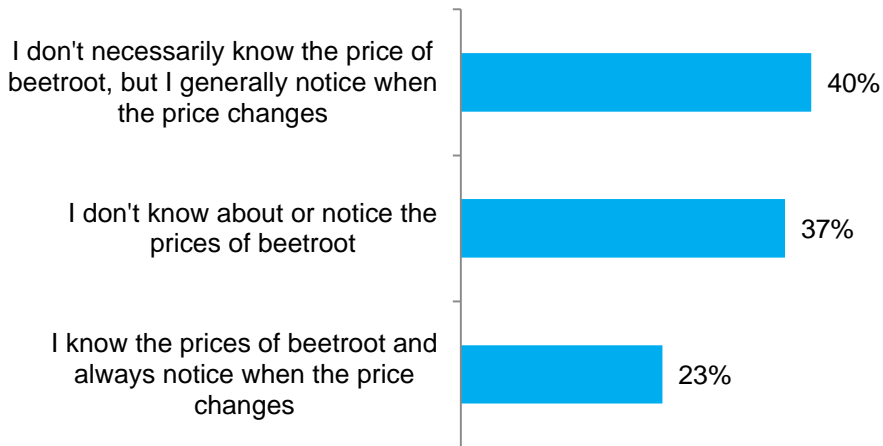 I don't necessarily know the price of
beetroot, but I generally notice when
the price changes
40%
I don't know about or notice the
prices of beetroot
37%
I know the prices of beetroot and
always notice when the price
changes
23%